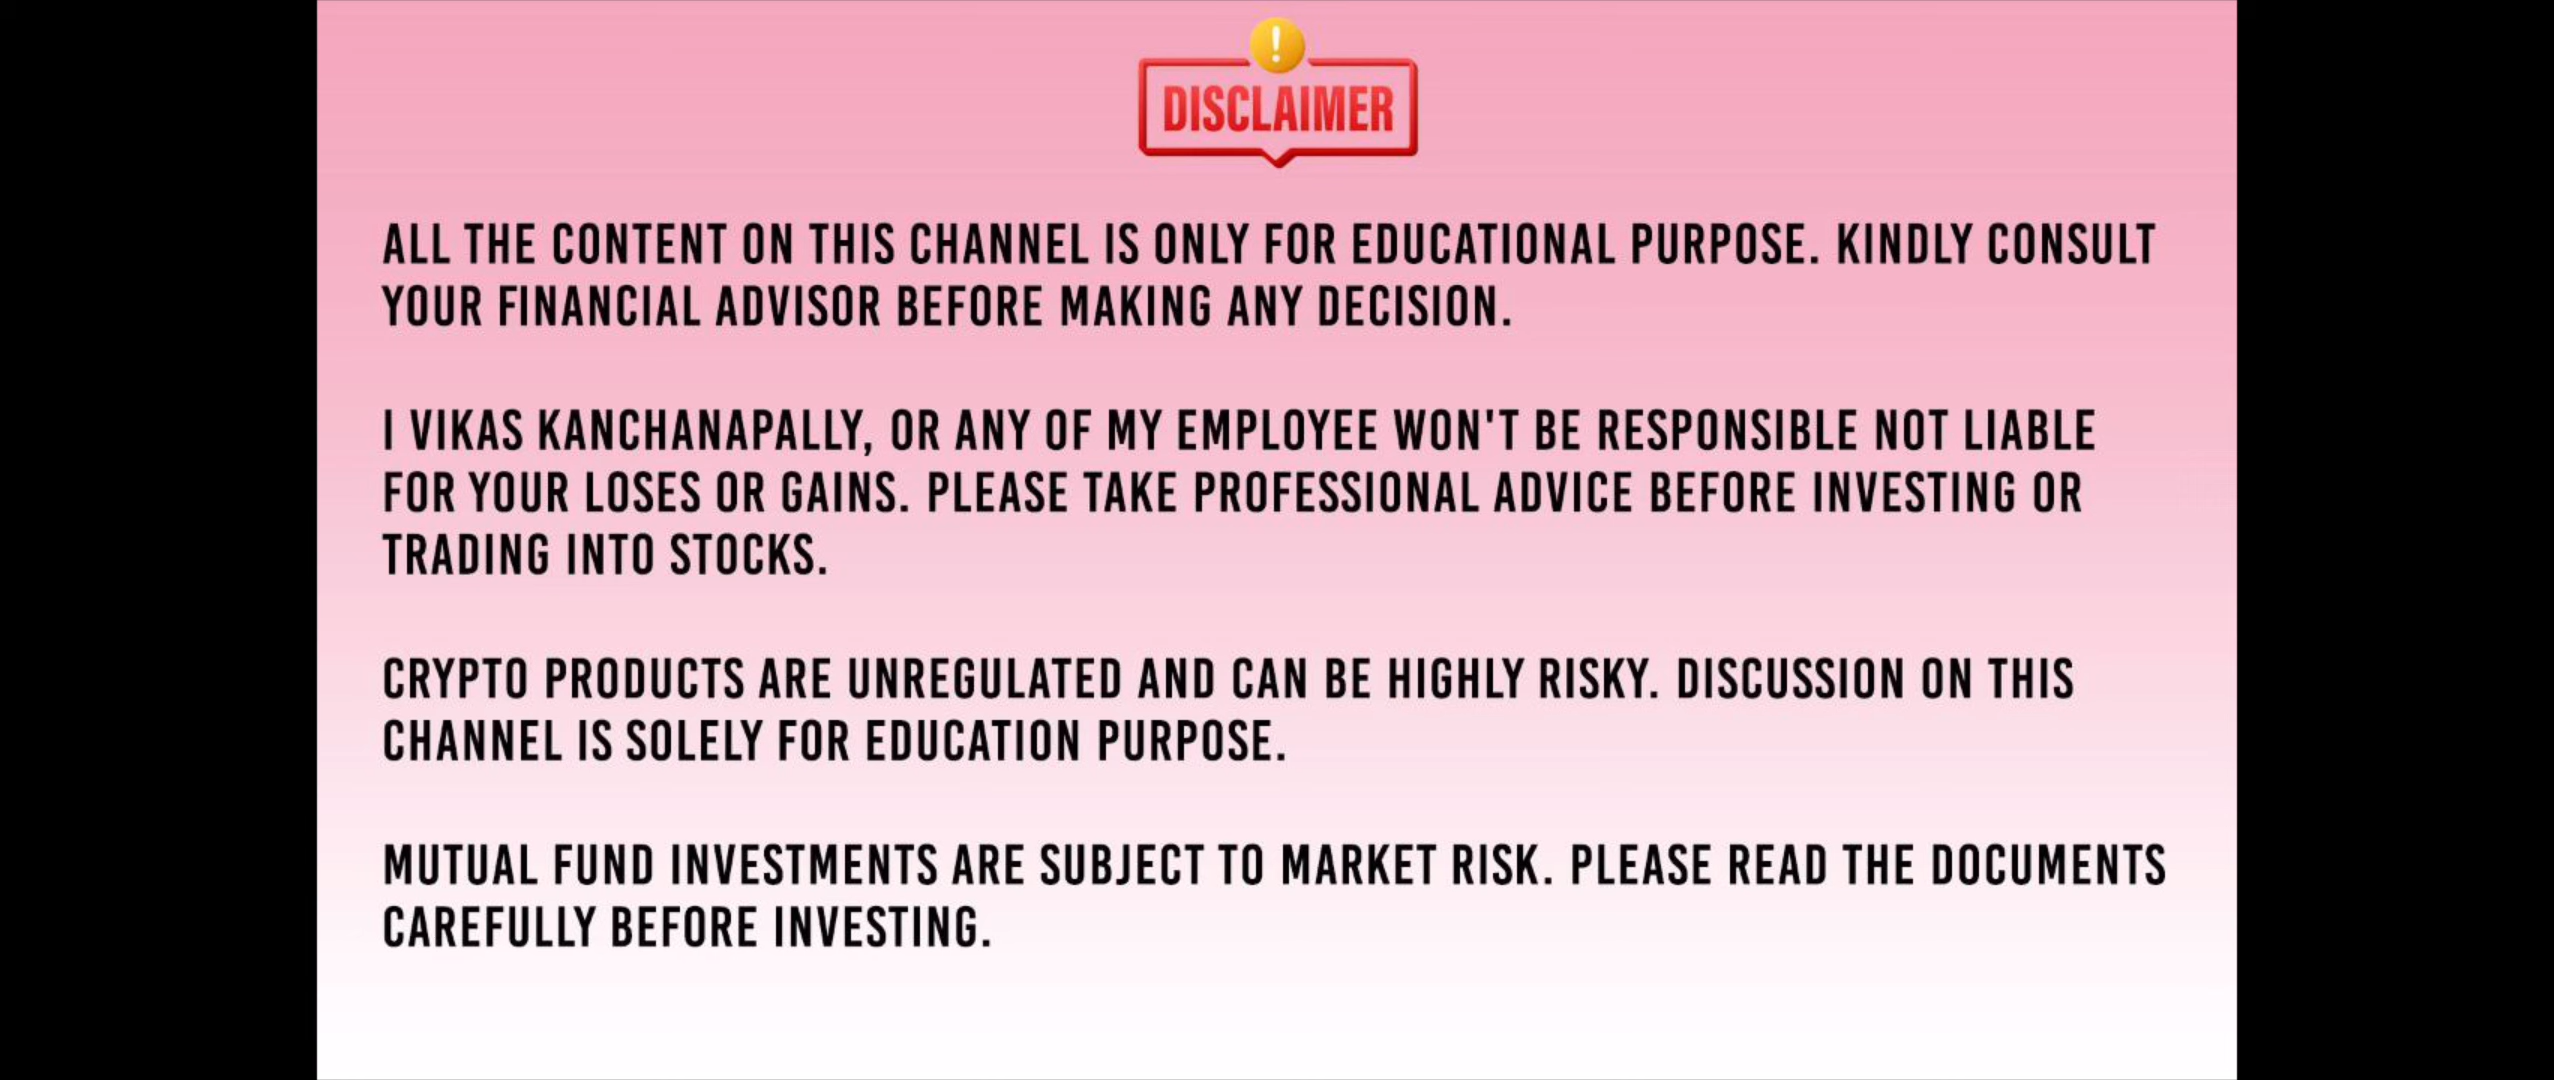 !
DISCLAIMER
ALL THE CONTENT ON THIS CHANNEL IS ONLY FOR EDUCATIONAL PURPOSE. KINDLY CONSULT
YOUR FINANCIAL ADVISOR BEFORE MAKING ANY DECISION.
I VIKAS KANCHANAPALLY, OR ANY OF MY EMPLOYEE WON'T BE RESPONSIBLE NOT LIABLE
FOR YOUR LOSES OR GAINS. PLEASE TAKE PROFESSIONAL ADVICE BEFORE INVESTING OR
TRADING INTO STOCKS.
CRYPTO PRODUCTS ARE UNREGULATED AND CAN BE HIGHLY RISKY. DISCUSSION ON THIS
CHANNEL IS SOLELY FOR EDUCATION PURPOSE.
MUTUAL FUND INVESTMENTS ARE SUBJECT TO MARKET RISK. PLEASE READ THE DOCUMENTS
CAREFULLY BEFORE INVESTING.